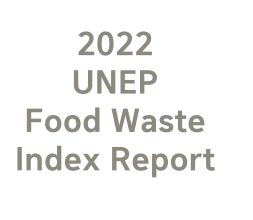 2022
UNEP
Food Waste
Index Report